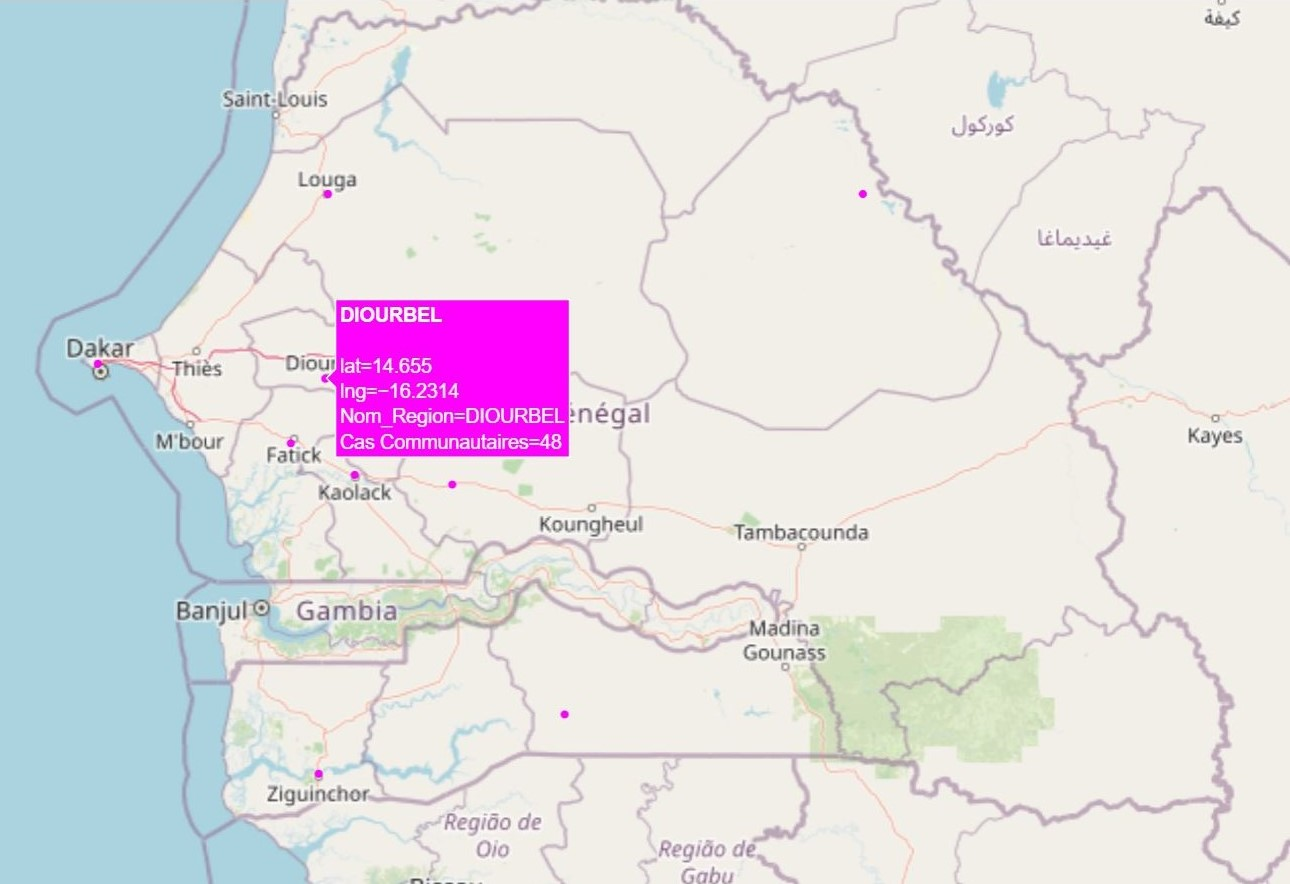 كيفة
Saint-Louis
كوركول
Louga
غيديماغا
DIOURBEL
Dakar
Thiès
Diour
lat=14.655
lng=−16.2314
Nom_Region=DIOURBEL
Cas Communautaires=48
énégal
M'bour
Fatick
Kayes
Kaolack
Koungheul
Tambacounda
Banjul
Gambia
Madina
Gounass
Ziguinchor
Região de
Oio
Região de
Gabu